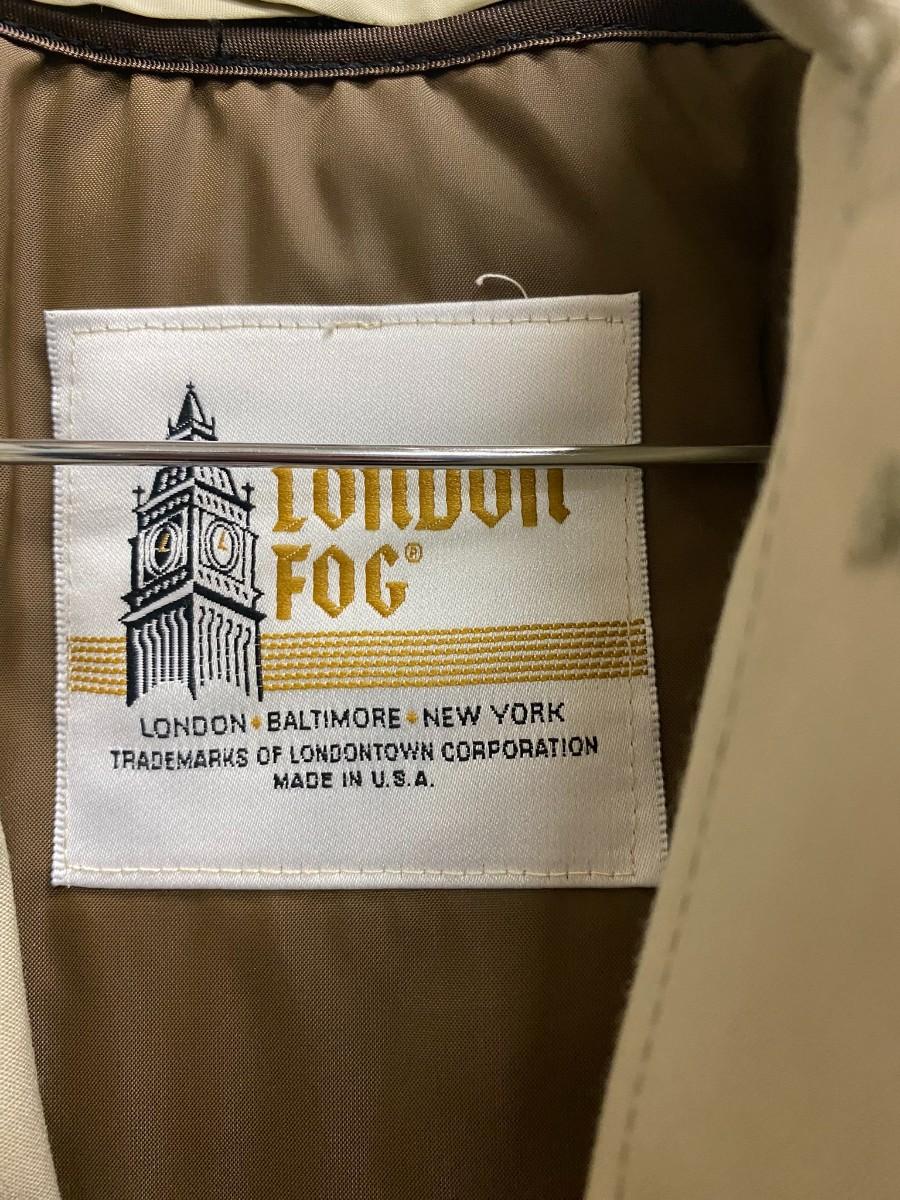 LONDON
FOG®
LONDON • BALTIMORE • NEW YORK
TRADEMARKS OF LONDONTOWN CORPORATION
MADE IN U.S.A.